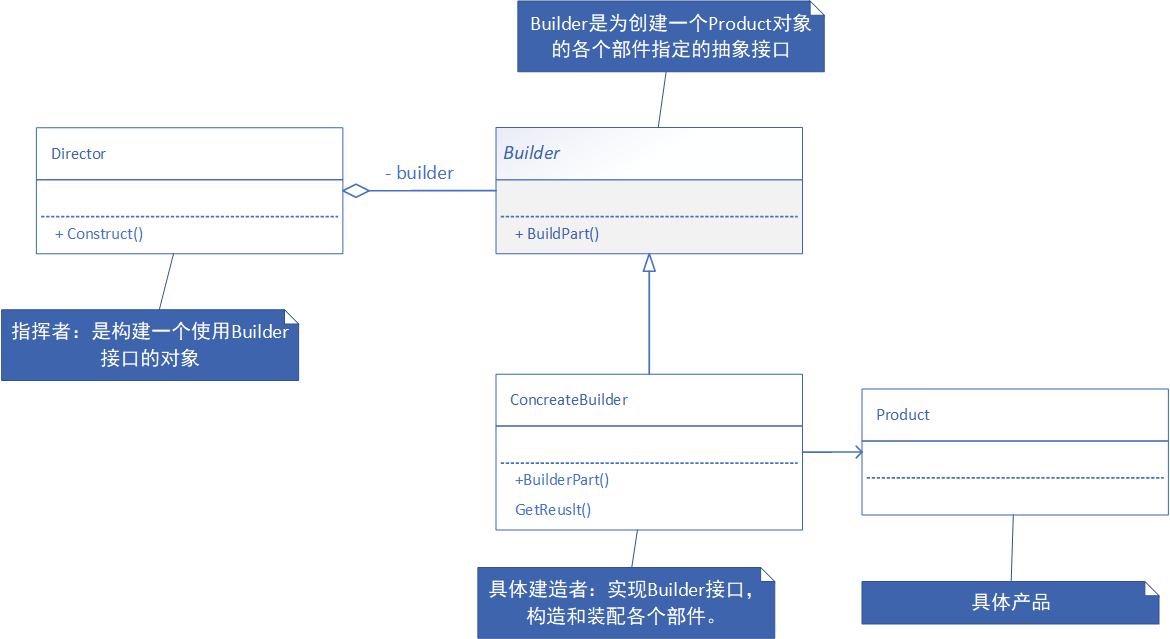 Builder是为创建一个Product对象
的各个部件指定的抽象接口
Director
- builder
Builder
+ Construct()
+ BuildPart()
指挥者：是构建一个使用Builder
接口的对象
ConcreateBuilder
Product
+BuilderPart()
GetReuslt()
具体建造者：实现Builder接口，
构造和装配各个部件。
具体产品